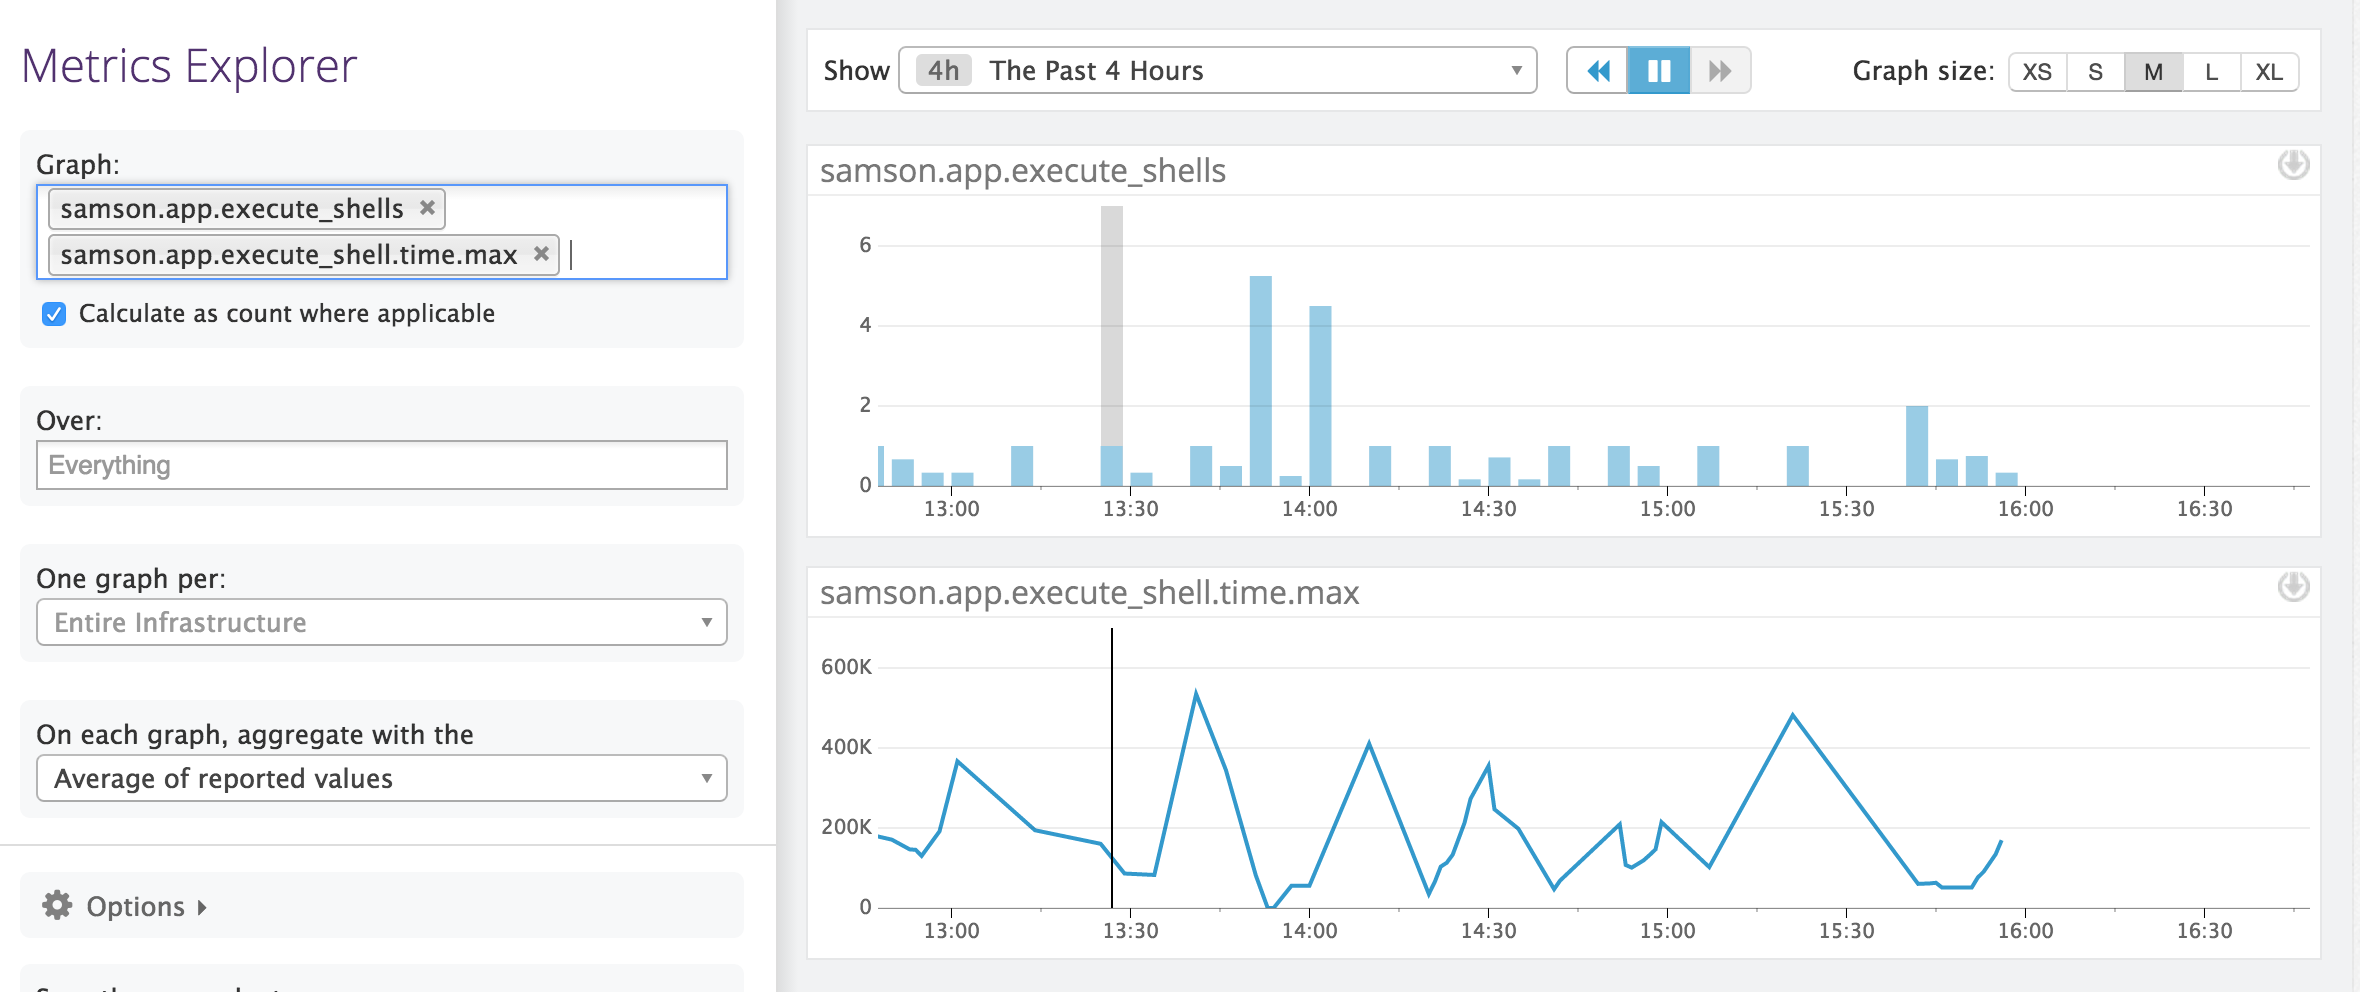 Metrics Explorer
Graph:
samson.app.execute_shells ×
samson.app.execute_shell.time.max ×
Calculate as count where applicable
Over:
Everything
One graph per:
Entire Infrastructure
On each graph, aggregate with the
Average of reported values
Options
Show 4h The Past 4 Hours
Graph size: XS S M L XL
samson.app.execute_shells
6
4
2
0
13:00 13:30 14:00 14:30 15:00 15:30 16:00 16:30
samson.app.execute_shell.time.max
600K
400K
200K
0
13:00 13:30 14:00 14:30 15:00 15:30 16:00 16:30